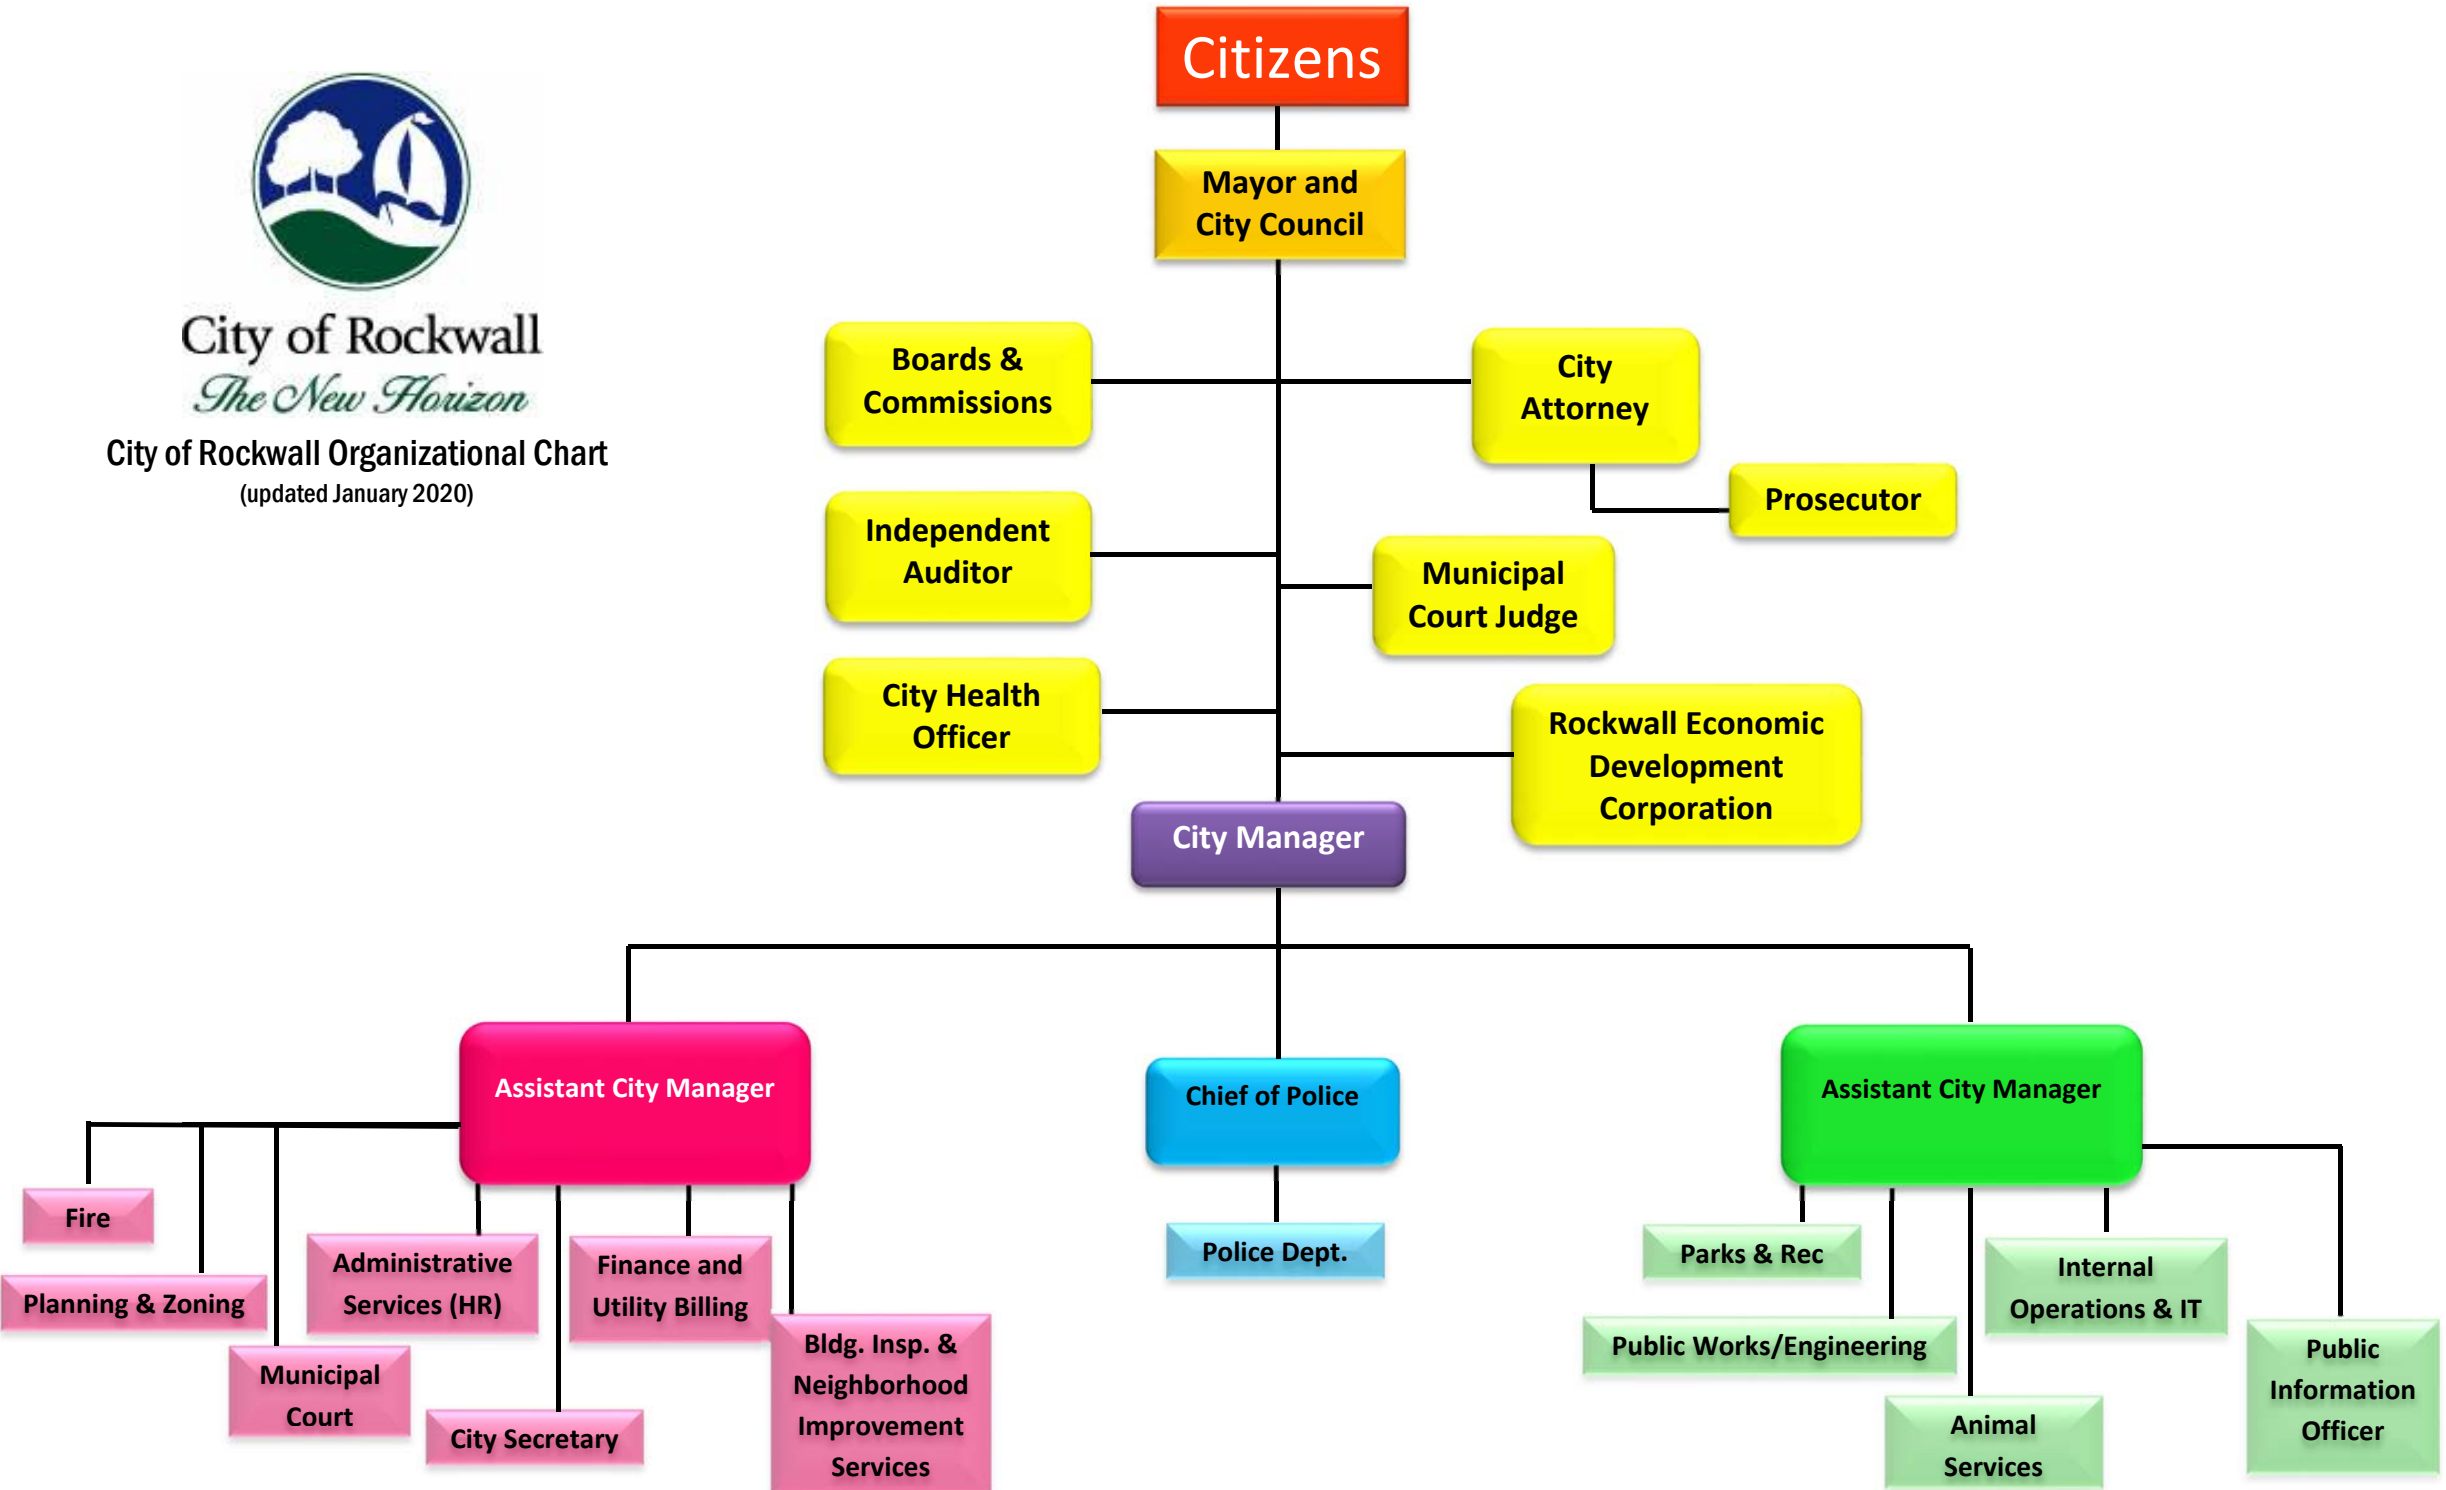 Citizens
Mayor and
City Council
City of Rockwall
The New Horizon
City of Rockwall Organizational Chart
(updated January 2020)
Boards &
Commissions
City
Attorney
Prosecutor
Independent
Auditor
Municipal
Court Judge
City Health
Officer
Rockwall Economic
Development
Corporation
City Manager
Assistant City Manager
Chief of Police
Assistant City Manager
Fire
Planning & Zoning
Municipal
Court
Administrative
Services (HR)
City Secretary
Finance and
Utility Billing
Bldg. Insp. &
Neighborhood
Improvement
Services
Police Dept.
Parks & Rec
Public Works/Engineering
Animal
Services
Internal
Operations & IT
Public
Information
Officer